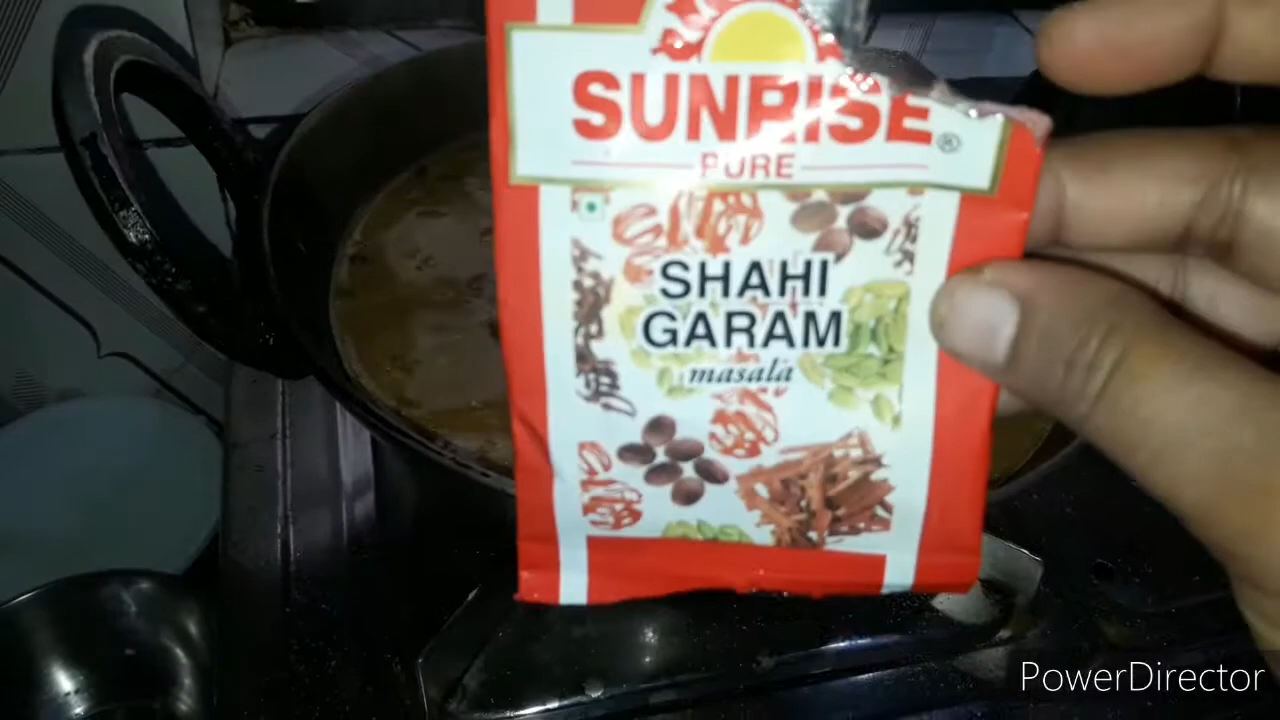 SUNRISE®
PURE
SHAHI
GARAM
masala
PowerDirector